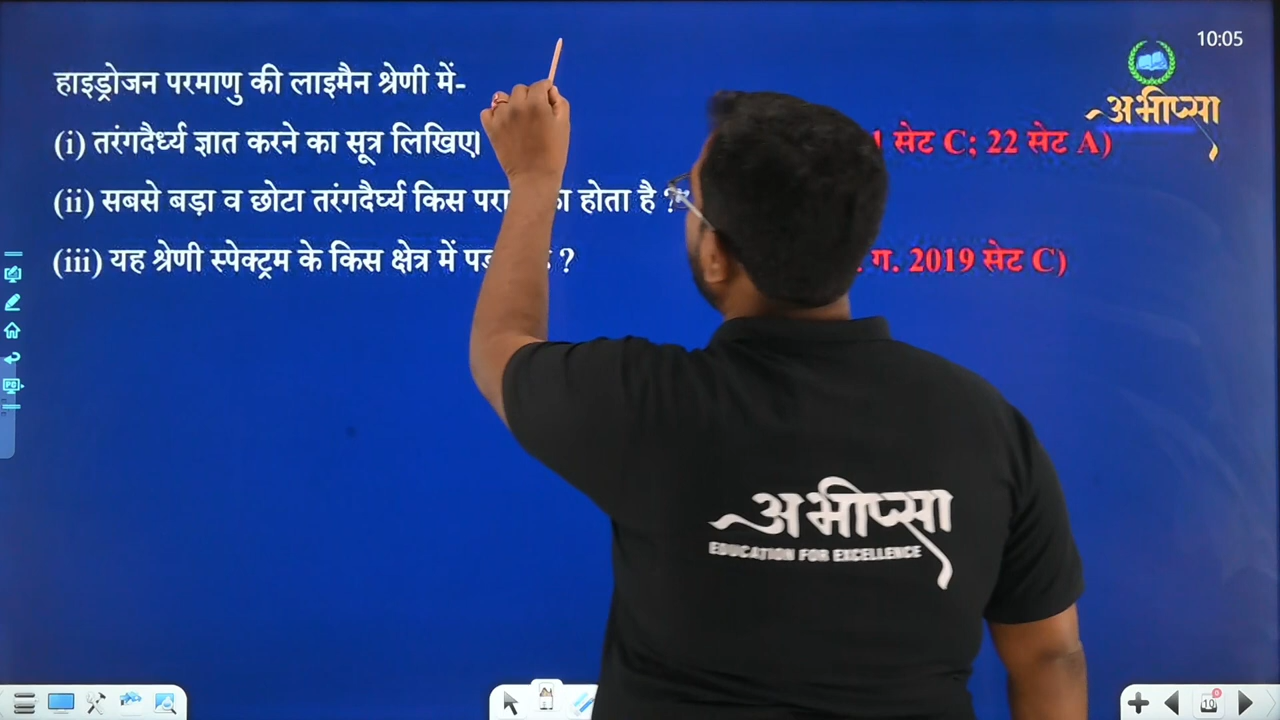 10:05
अभीप्सा
हाइड्रोजन परमाणु की लाइमैन श्रेणी में-
(i) तरंगदैर्ध्य ज्ञात करने का सूत्र लिखिए। सेट C; 22 सेट A)
(ii) सबसे बड़ा व छोटा तरंगदैर्घ्य किस होता है ?
(iii) यह श्रेणी स्पेक्ट्रम के किस क्षेत्र में ? ग. 2019 सेट C)
अभीप्सा
EDUCATION FOR EXCELLENCE
10